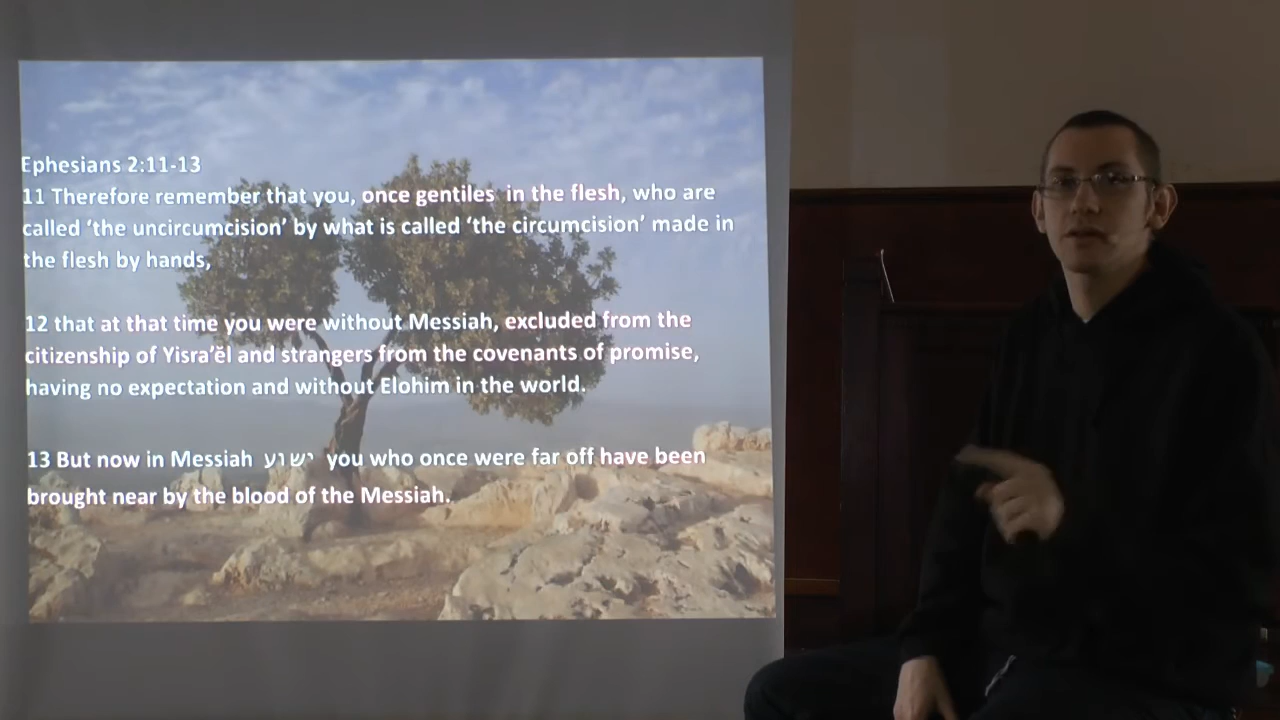 Ephesians 2:11-13
11 Therefore remember that you, once gentiles in the flesh, who are
called ‘the uncircumcision’ by what is called ‘the circumcision’ made in
the flesh by hands,
12 that at that time you were without Messiah, excluded from the
citizenship of Yisra’ĕl and strangers from the covenants of promise,
having no expectation and without Elohim in the world.
13 But now in Messiah ישוע you who once were far off have been
brought near by the blood of the Messiah.